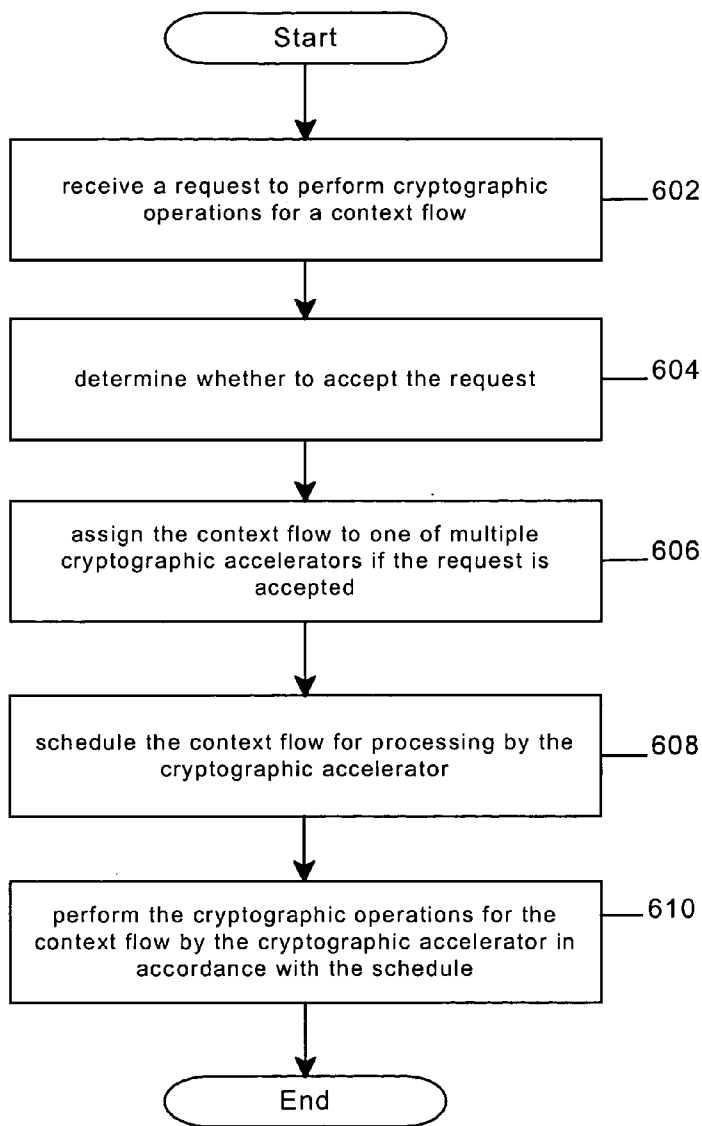 Start
receive a request to perform cryptographic
operations for a context flow
602
determine whether to accept the request
604
assign the context flow to one of multiple
cryptographic accelerators if the request is
accepted
606
schedule the context flow for processing by the
cryptographic accelerator
608
perform the cryptographic operations for the
context flow by the cryptographic accelerator in
accordance with the schedule
610
End